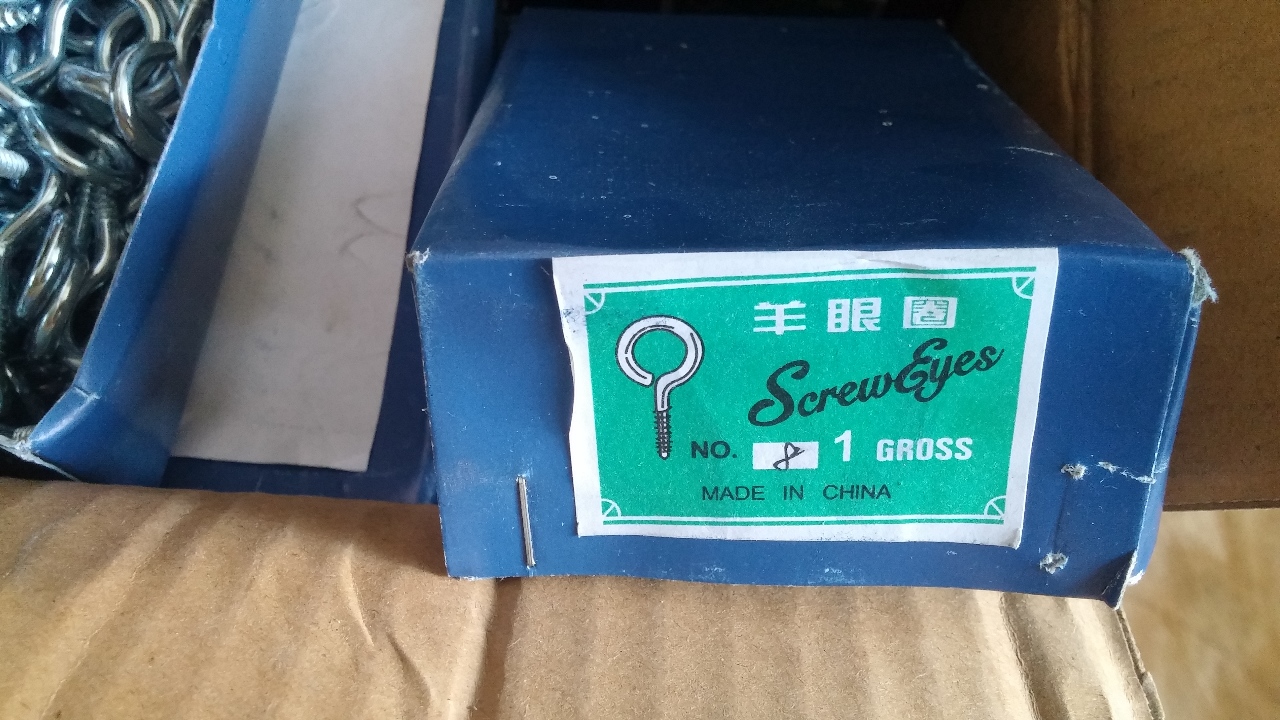 羊眼圈
Screw Eyes
NO. 8 1 GROSS
MADE IN CHINA